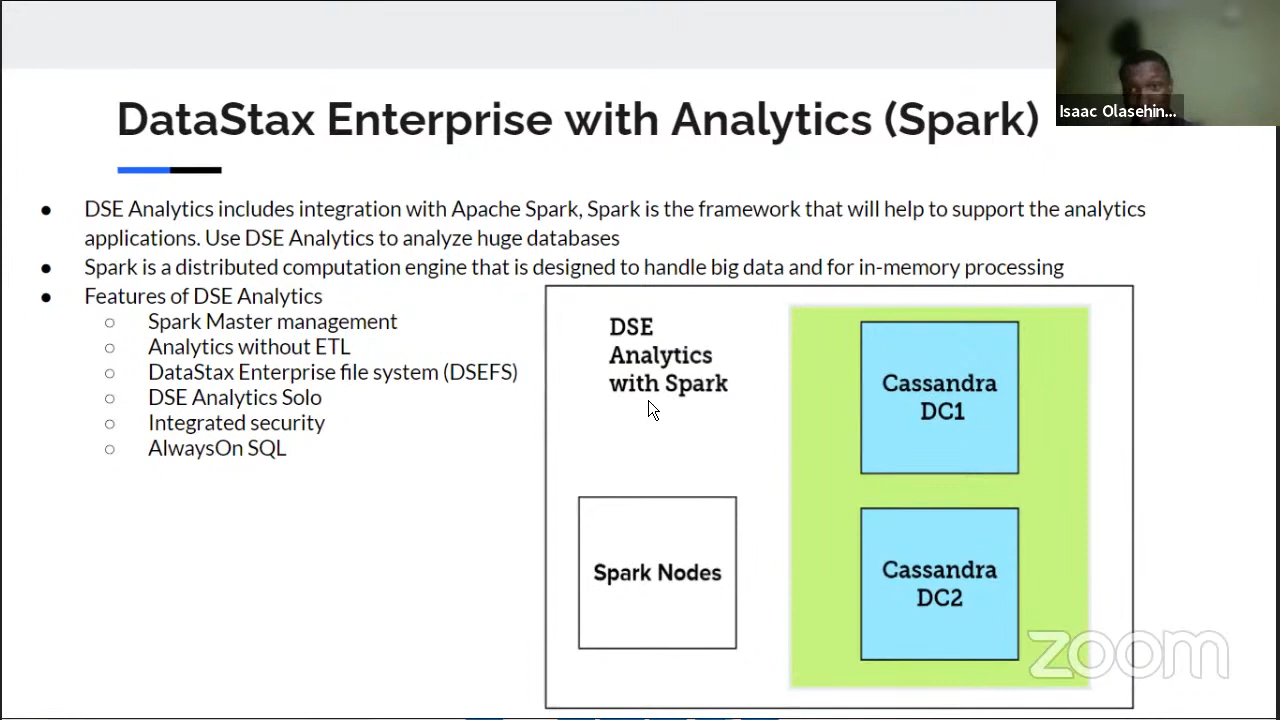 DataStax Enterprise with Analytics (Spark)
Isaac Olasehin...
● DSE Analytics includes integration with Apache Spark, Spark is the framework that will help to support the analytics
applications. Use DSE Analytics to analyze huge databases
● Spark is a distributed computation engine that is designed to handle big data and for in-memory processing
● Features of DSE Analytics
○ Spark Master management
○ Analytics without ETL
○ DataStax Enterprise file system (DSEFS)
○ DSE Analytics Solo
○ Integrated security
○ AlwaysOn SQL
DSE
Analytics
with Spark
Cassandra
DC1
Spark Nodes
Cassandra
DC2
zoom